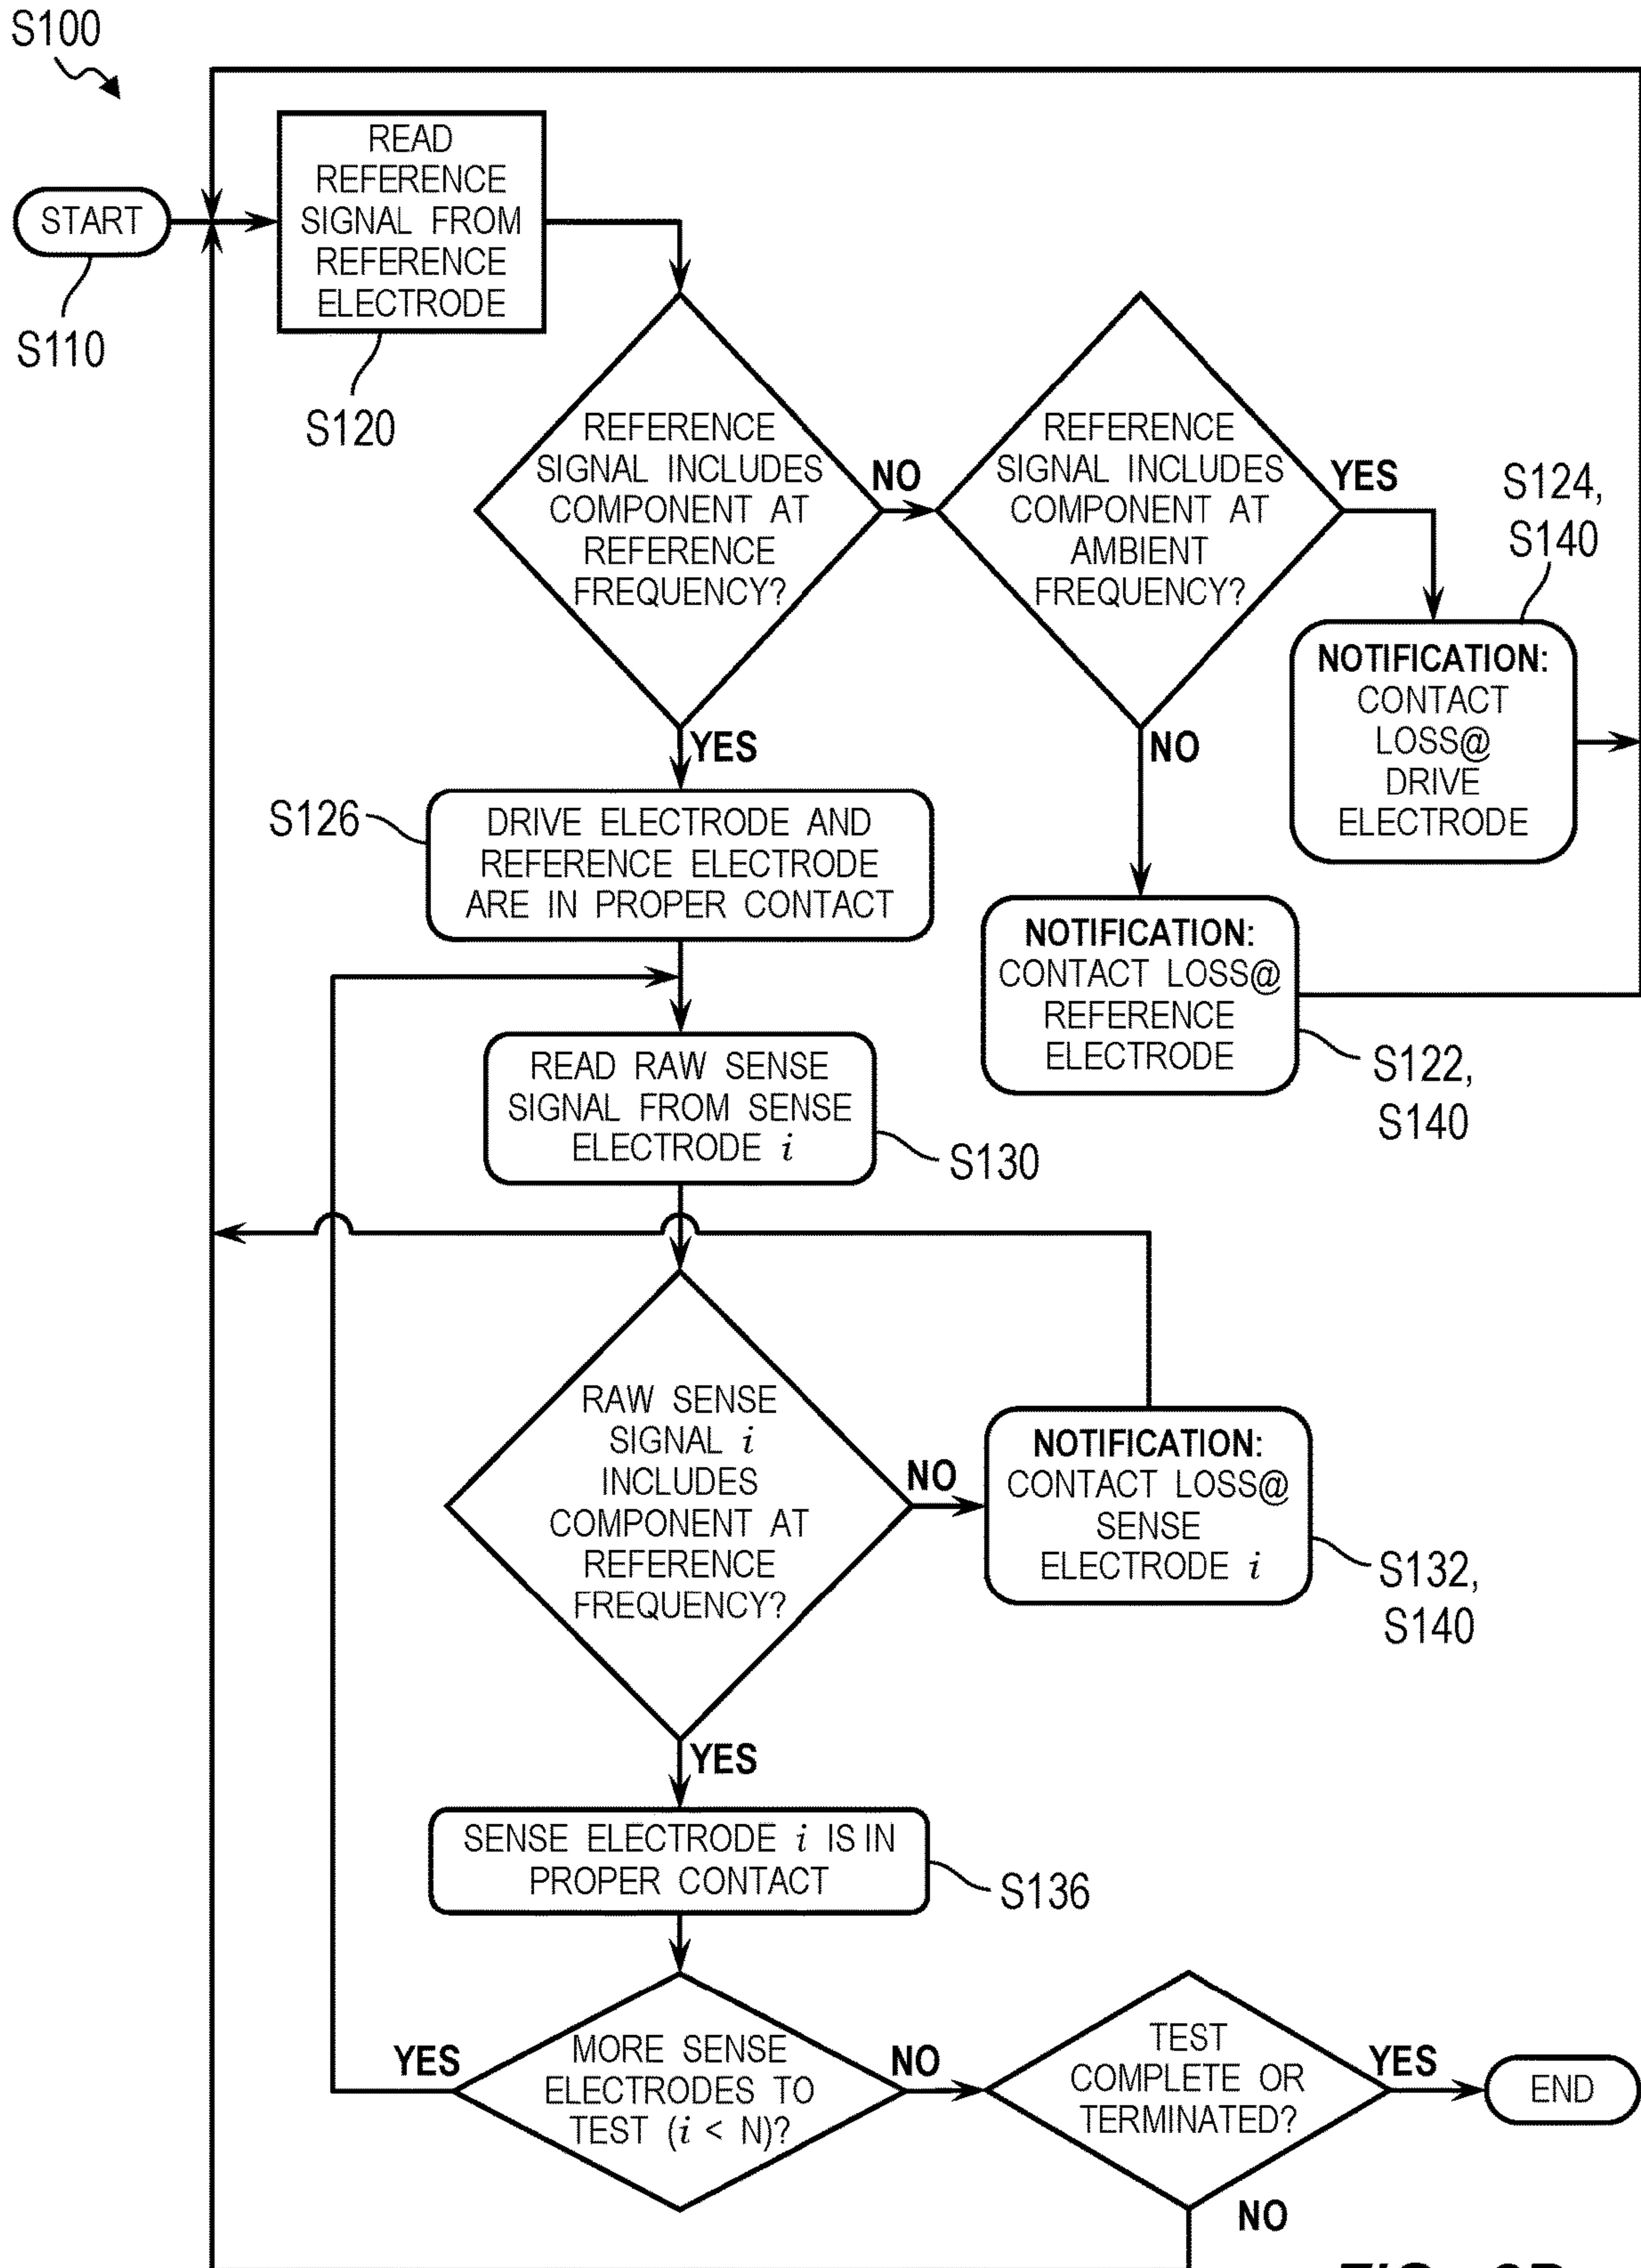 S100
START
S110
READ
REFERENCE
SIGNAL FROM
REFERENCE
ELECTRODE
S120
REFERENCE
SIGNAL INCLUDES
COMPONENT AT
REFERENCE
FREQUENCY?
NO
REFERENCE
SIGNAL INCLUDES
COMPONENT AT
AMBIENT
FREQUENCY?
YES
S124,
S140
NOTIFICATION:
CONTACT
LOSS@
DRIVE
ELECTRODE
YES
NO
S126
DRIVE ELECTRODE AND
REFERENCE ELECTRODE
ARE IN PROPER CONTACT
NOTIFICATION:
CONTACT LOSS@
REFERENCE
ELECTRODE
S122,
S140
READ RAW SENSE
SIGNAL FROM SENSE
ELECTRODE i
S130
RAW SENSE
SIGNAL i
INCLUDES
COMPONENT AT
REFERENCE
FREQUENCY?
NO
NOTIFICATION:
CONTACT LOSS@
SENSE
ELECTRODE i
S132,
S140
YES
SENSE ELECTRODE i IS IN
PROPER CONTACT
S136
YES
MORE SENSE
ELECTRODES TO
TEST (i < N)?
NO
TEST
COMPLETE OR
TERMINATED?
YES
END
NO